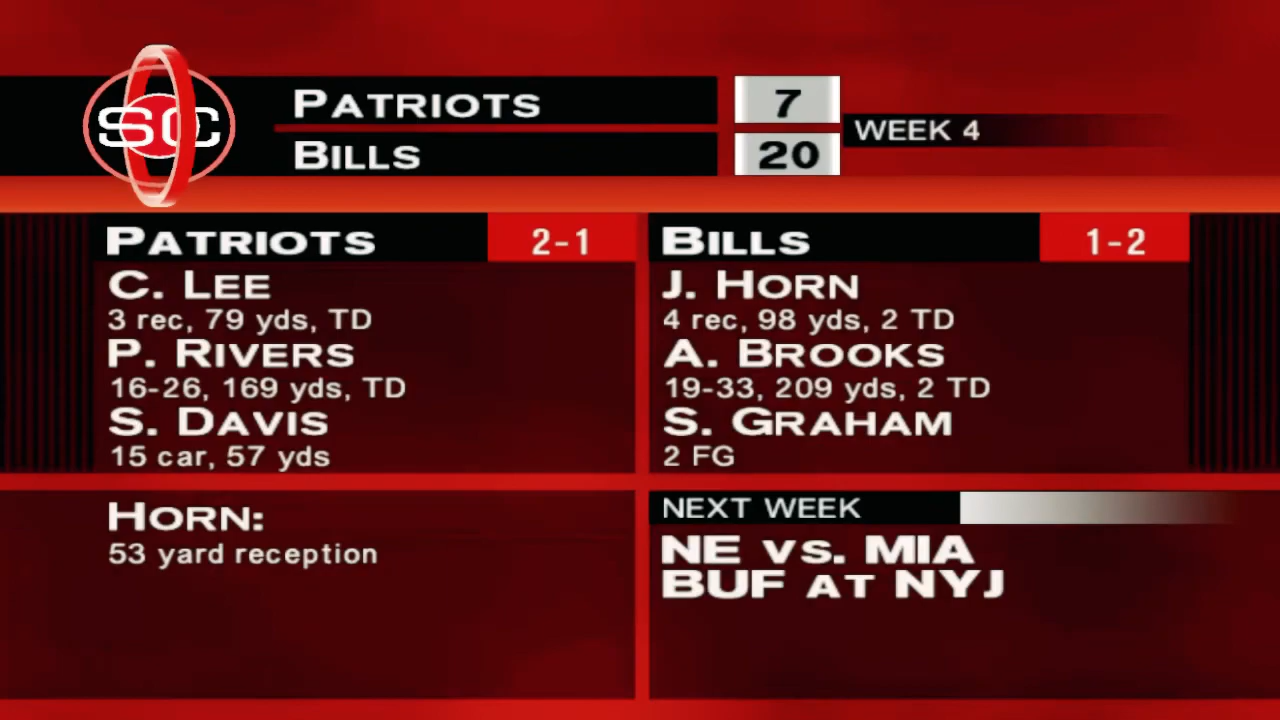 SC
PATRIOTS 7
BILLS 20
WEEK 4
PATRIOTS 2-1
C. LEE
3 rec, 79 yds, TD
P. RIVERS
16-26, 169 yds, TD
S. DAVIS
15 car, 57 yds
BILLS 1-2
J. HORN
4 rec, 98 yds, 2 TD
A. BROOKS
19-33, 209 yds, 2 TD
S. GRAHAM
2 FG
HORN:
53 yard reception
NEXT WEEK
NE VS. MIA
BUF AT NYJ